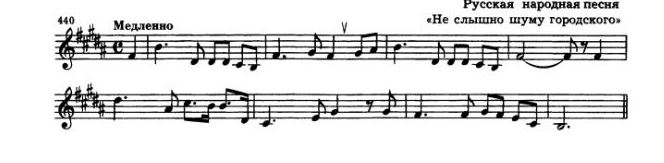 Русская народная песня
440
Медленно
«Не слышно шуму городского»